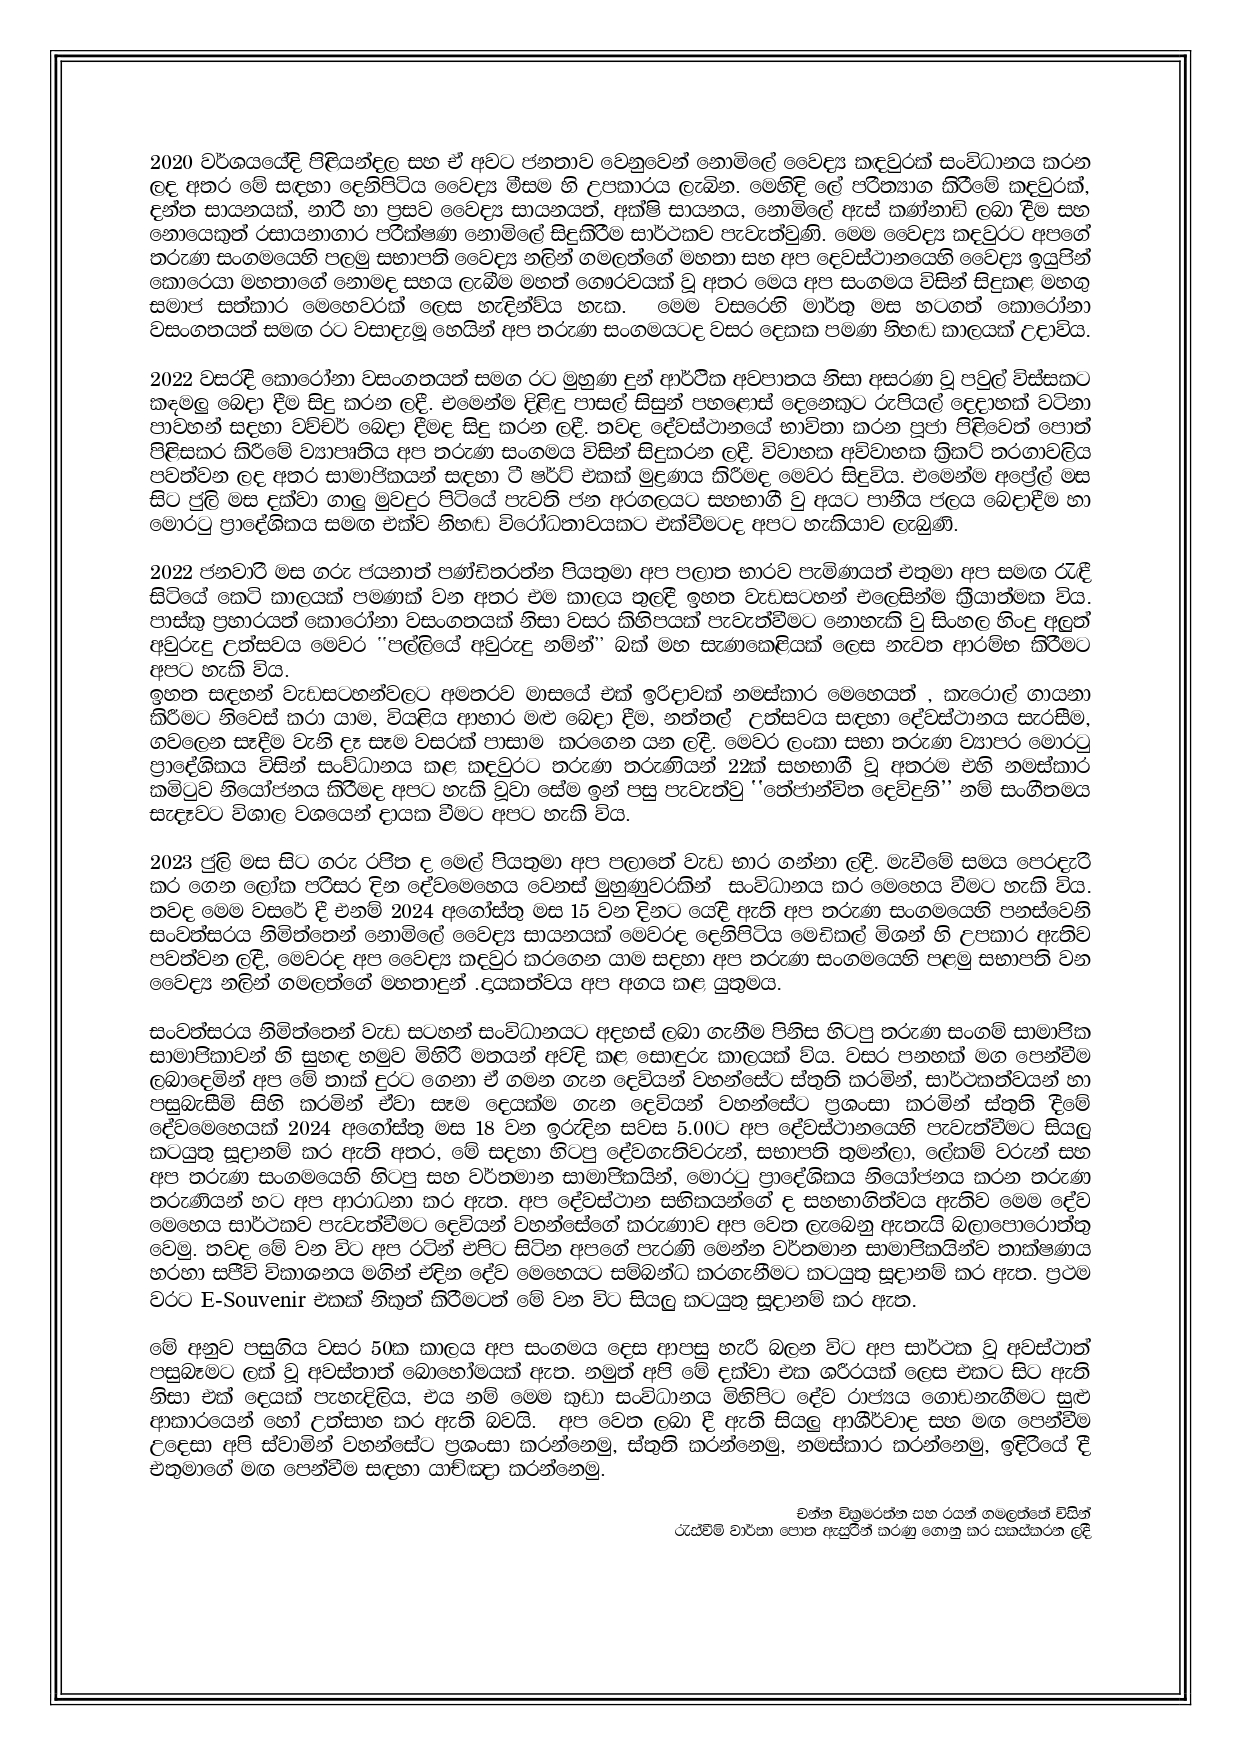 2020 වර්ශයයේදි පිළියන්දල සහ ඒ අවට ජනතාව වෙනුවෙන් නොමිලේ වෛද්‍ය කඳවුරක් සංවිධානය කරන
ලද අතර මේ සඳහා දෙනිපිටිය වෛද්‍ය මීසම හි උපකාරය ලැබින. මෙහිදි ලේ පරිත්‍යාග කිරීමේ කඳවුරක්,
දන්ත සායනයක්, නාරී හා ප්‍රසව වෛද්‍ය සායනයත්, අක්ෂි සායනය, නොමිලේ ඇස් කණ්නාඩි ලබා දීම සහ
නොයෙකුත් රසායනාගාර පරීක්ෂණ නොමිලේ සිදුකිරීම සාර්ථකව පැවැත්වුණි. මෙම වෛද්‍ය කඳවුරට අපගේ
තරුණ සංගමයෙහි පලමු සභාපති වෛද්‍ය නලින් ගමලත්ගේ මහතා සහ අප දෙවස්ථානයෙහි වෛද්‍ය ඉයුජින්
කොරෙයා මහතාගේ නොමද සහය ලැබීම මහත් ගෞරවයක් වූ අතර මෙය අප සංගමය විසින් සිදුකළ මහගු
සමාජ සත්කාර මෙහෙවරක් ලෙස හැදින්විය හැක. මෙම වසරෙහි මාර්තු මස හටගත් කොරෝනා
වසංගතයත් සමඟ රට වසාදැමූ හෙයින් අප තරුණ සංගමයටද වසර දෙකක පමණ නිහඬ කාලයක් උදාවිය.
2022 වසරදී කොරෝනා වසංගතයත් සමග රට මුහුණ දුන් ආර්ථික අවපාතය නිසා අසරණ වූ පවුල් විස්සකට
කඳමලු බෙදා දීම සිදු කරන ලදී. එමෙන්ම දිළිඳු පාසල් සිසුන් පහළොස් දෙනෙකුට රුපියල් දෙදාහක් වටිනා
පාවහන් සදහා වව්චර් බෙදා දීමද සිදු කරන ලදී. තවද දේවස්ථානයේ භාවිතා කරන පූජා පිළිවෙත් පොත්
පිළිසකර කිරීමේ ව්‍යාපෘතිය අප තරුණ සංගමය විසින් සිදුකරන ලදී. විවාහක අවිවාහක ක්‍රිකට් තරගාවලිය
පවත්වන ලද අතර සාමාජිකයන් සඳහා ටී ෂර්ට් එකක් මුද්‍රණය කිරීමද මෙවර සිදුවිය. එමෙන්ම අප්‍රේල් මස
සිට ජුලි මස දක්වා ගාලු මුවදුර පිටියේ පැවති ජන අරගලයට සහභාගී වූ අයට පානීය ජලය බෙදාදීම හා
මොරටු ප්‍රාදේශිකය සමඟ එක්ව නිහඬ විරෝධතාවයකට එක්වීමටද අපට හැකියාව ලැබුණි.
2022 ජනවාරි මස ගරු ජයනාත් පණ්ඩිතරත්න පියතුමා අප පලාත භාරව පැමිණයත් එතුමා අප සමඟ රැඳී
සිටියේ කෙටි කාලයක් පමණක් වන අතර එම කාලය තුලදී ඉහත වැඩසටහන් එලෙසින්ම ක්‍රියාත්මක විය.
පාස්කු ප්‍රහාරයත් කොරෝනා වසංගතයක් නිසා වසර කිහිපයක් පැවැත්වීමට නොහැකි වූ සිංහල හිංදු අලුත්
අවුරුදු උත්සවය මෙවර ‛‛පල්ලියේ අවුරුදු නම්න්’’ බක් මහ සැණකෙළියක් ලෙස නැවත ආරම්භ කිරීමට
අපට හැකි විය.
ඉහත සඳහන් වැඩසටහන්වලට අමතරව මාසයේ එක් ඉරිදාවක් නමස්කාර මෙහෙයත් , කැරොල් ගායනා
කිරීමට නිවෙස් කරා යාම, වියළිය ආහාර මළු බෙදා දීම, නත්තල් උත්සවය සඳහා දේවස්ථානය සැරසීම,
ගවලෙන සෑදීම වැනි දෑ සෑම වසරක් පාසාම කරගෙන යන ලදී. මෙවර ලංකා සභා තරුණ ව්‍යාපර මොරටු
ප්‍රාදේශිකය විසින් සංවිධානය කළ කඳවුරට තරුණ තරුණියන් 22ක් සහභාගී වූ අතරම එහි නමස්කාර
කමිටුව නියෝජනය කිරීමද අපට හැකි වූවා සේම ඉන් පසු පැවැත්වු ‛‛තේජාන්විත දෙවිදුනි’’ නම් සංගීතමය
සැදෑවට විශාල වශයෙන් දායක වීමට අපට හැකි විය.
2023 ජුලි මස සිට ගරු රජිත ද මෙල් පියතුමා අප පලාතේ වැඩ භාර ගන්නා ලදී. මැවීමේ සමය පෙරදැරි
කර ගෙන ලෝක පරිසර දින දේවමෙහෙය වෙනස් මුහුණුවරකින් සංවිධානය කර මෙහෙය වීමට හැකි විය.
තවද මෙම වසරේ දී එනම් 2024 අගෝස්තු මස 15 වන දිනට යෙදී ඇති අප තරුණ සංගමයෙහි පනස්වෙනි
සංවත්සරය නිමිත්තෙන් නොමිලේ වෛද්‍ය සායනයක් මෙවරද දෙනිපිටිය මෙඩිකල් මිශන් හි උපකාර ඇතිව
පවත්වන ලදී, මෙවරද අප වෛද්‍ය කඳවුර කරගෙන යාම සඳහා අප තරුණ සංගමයෙහි පළමු සභාපති වන
වෛද්‍ය නලින් ගමලත්ගේ මහතාදුන් .දායකත්වය අප අගය කළ යුතුමය.
සංවත්සරය නිමිත්තෙන් වැඩ සටහන් සංවිධානයට අදහස් ලබා ගැනීම පිනිස හිටපු තරුණ සංගම් සාමාජික
සාමාජිකාවන් හි සුහඳ හමුව මිහිරි මතයන් අවදි කළ සොඳුරු කාලයක් විය. වසර පනහක් මග පෙන්වීම
ලබාදෙමින් අප මේ තාක් දුරට ගෙනා ඒ ගමන ගැන දෙවියන් වහන්සේට ස්තුති කරමින්, සාර්ථකත්වයන් හා
පසුබැසීම් සිහි කරමින් ඒවා සෑම දෙයක්ම ගැන දෙවියන් වහන්සේට ප්‍රශංසා කරමින් ස්තුති දීමේ
දේවමෙහෙයක් 2024 අගෝස්තු මස 18 වන ඉරුදින සවස 5.00ට අප දේවස්ථානයෙහි පැවැත්වීමට සියලු
කටයුතු සූදානම් කර ඇති අතර, මේ සදහා හිටපු දේවගැතිවරුන්, සභාපති තුමන්ලා, ලේකම් වරුන් සහ
අප තරුණ සංගමයෙහි හිටපු සහ වර්තමාන සාමාජිකයින්, මොරටු ප්‍රාදේශිකය නියෝජනය කරන තරුණ
තරුණියන් හට අප ආරාධනා කර ඇත. අප දේවස්ථාන සභිකයන්ගේ ද සහභාගිත්වය ඇතිව මෙම දේව
මෙහෙය සාර්ථකව පැවැත්වීමට දෙවියන් වහන්සේගේ කරුණාව අප වෙත ලැබෙනු ඇතැයි බලාපොරොත්තු
වෙමු. තවද මේ වන විට අප රටින් එපිට සිටින අපගේ පැරණි මෙන්න වර්තමාන සාමාජිකයින්ව තාක්ෂණය
හරහා සජීවි විකාශනය මගින් එදින දේව මෙහෙයට සම්බන්ධ කරගැනීමට කටයුතු සූදානම් කර ඇත. ප්‍රථම
වරට E-Souvenir එකක් නිකුත් කිරීමටත් මේ වන විට සියලු කටයුතු සූදානම් කර ඇත.
මේ අනුව පසුගිය වසර 50ක කාලය අප සංගමය දෙස ආපසු හැරී බලන විට අප සාර්ථක වූ අවස්ථාත්
පසුබෑමට ලක් වූ අවස්තාත් බොහෝමයක් ඇත. නමුත් අපි මේ දක්වා එක ශරීරයක් ලෙස එකට සිට ඇති
නිසා එක් දෙයක් පැහැදිලිය, එය නම් මෙම කුඩා සංවිධානය මිහිපිට දේව රාජ්‍යය ගොඩනැගීමට සුළු
ආකාරයෙන් හෝ උත්සාහ කර ඇති බවයි. අප වෙත ලබා දී ඇති සියලු ආශීර්වාද සහ මඟ පෙන්වීම
උදෙසා අපි ස්වාමින් වහන්සේට ප්‍රශංසා කරන්නෙමු, ස්තුති කරන්නෙමු, නමස්කාර කරන්නෙමු, ඉදිරියේ දී
එතුමාගේ මඟ පෙන්වීම සඳහා යාච්ඤා කරන්නෙමු.
චන්න වික්‍රමරත්න සහ රයන් ගමලත්තේ විසින්
රැස්වීම් වාර්තා පොත ඇසුරින් කරුණු ගොනු කර සකස්කරන ලදි